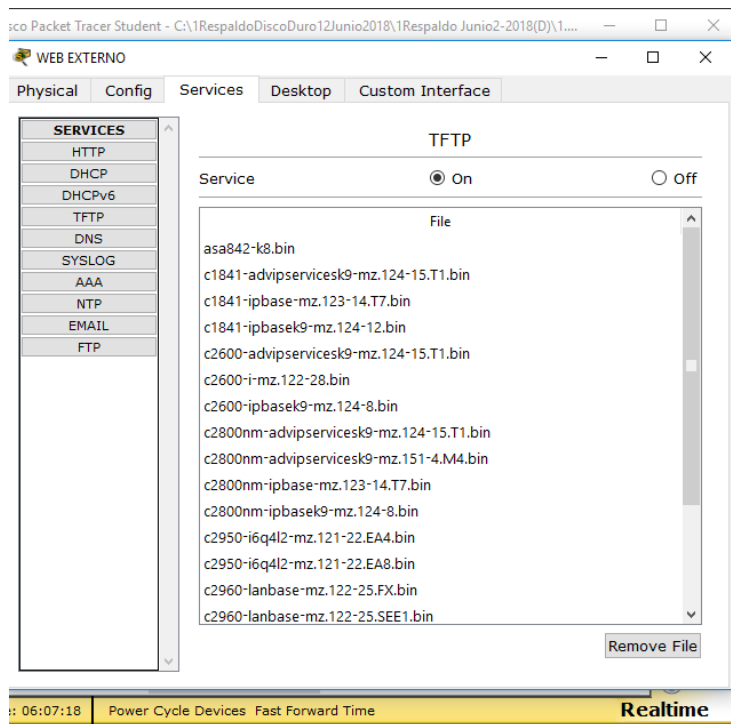 sco Packet Tracer Student - C:\1RespaldoDiscoDuro12Junio2018\1Respaldo Junio2-2018(D)\1....
WEB EXTERNO
Physical Config Services Desktop Custom Interface
SERVICES
HTTP
DHCP
DHCPv6
TFTP
DNS
SYSLOG
AAA
NTP
EMAIL
FTP
TFTP
Service On Off
File
asa842-k8.bin
c1841-advipservicesk9-mz.124-15.T1.bin
c1841-ipbase-mz.123-14.T7.bin
c1841-ipbasek9-mz.124-12.bin
c2600-advipservicesk9-mz.124-15.T1.bin
c2600-i-mz.122-28.bin
c2600-ipbasek9-mz.124-8.bin
c2800nm-advipservicesk9-mz.124-15.T1.bin
c2800nm-advipservicesk9-mz.151-4.M4.bin
c2800nm-ipbase-mz.123-14.T7.bin
c2800nm-ipbasek9-mz.124-8.bin
c2950-i6q4l2-mz.121-22.EA4.bin
c2950-i6q4l2-mz.121-22.EA8.bin
c2960-lanbase-mz.122-25.FX.bin
c2960-lanbase-mz.122-25.SEE1.bin
Remove File
: 06:07:18 Power Cycle Devices Fast Forward Time Realtime